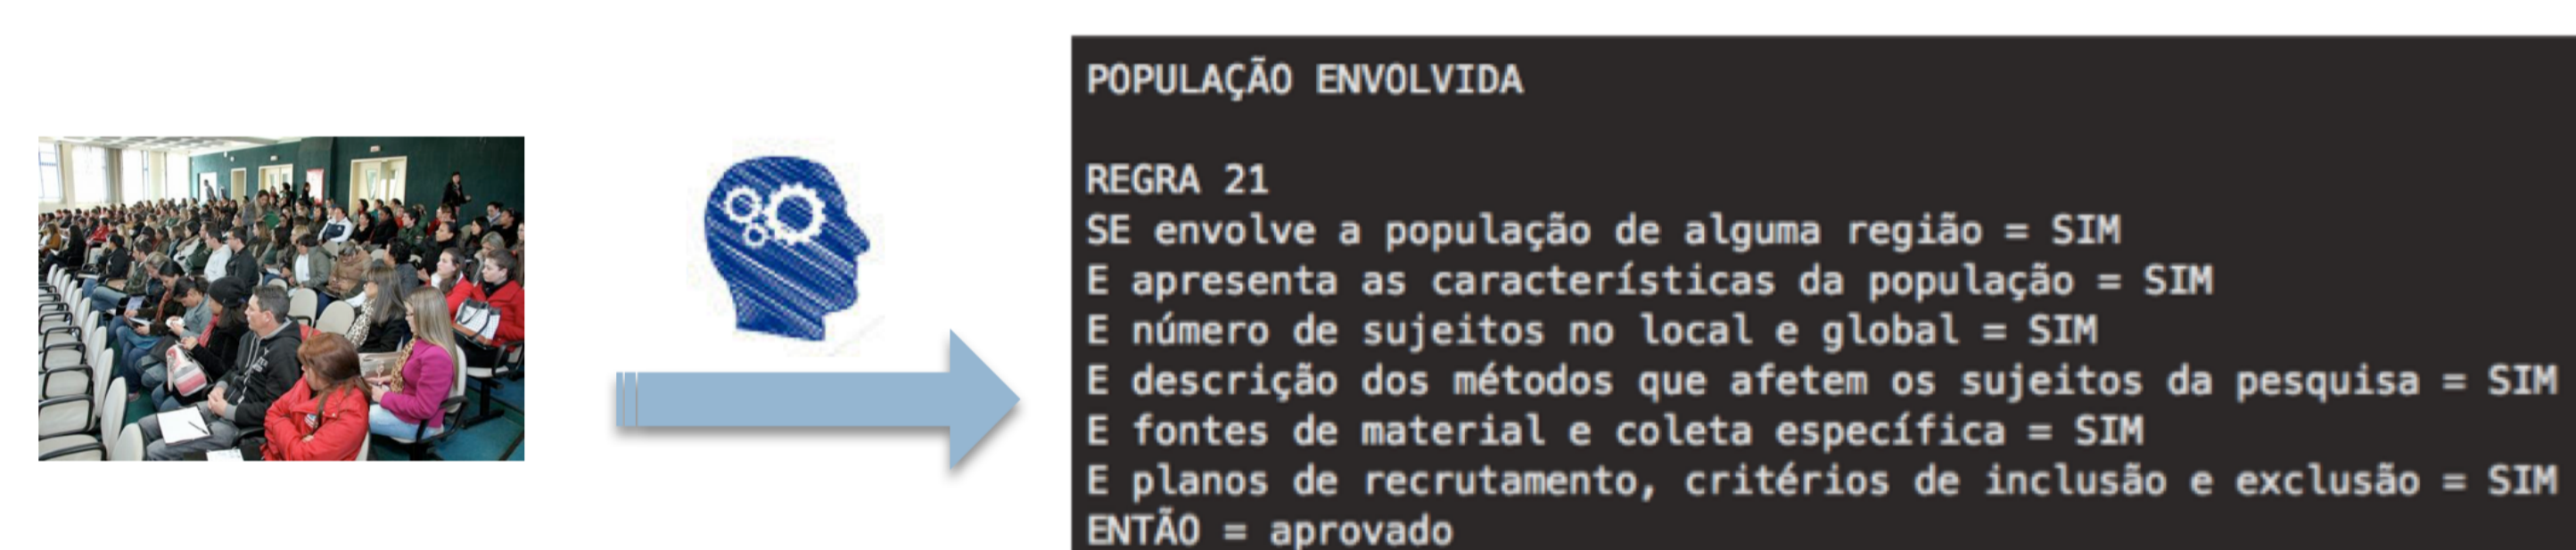 POPULAÇÃO ENVOLVIDA
REGRA 21
SE envolve a população de alguma região = SIM
E apresenta as características da população = SIM
E número de sujeitos no local e global = SIM
E descrição dos métodos que afetem os sujeitos da pesquisa = SIM
E fontes de material e coleta específica = SIM
E planos de recrutamento, critérios de inclusão e exclusão = SIM
ENTÃO = aprovado